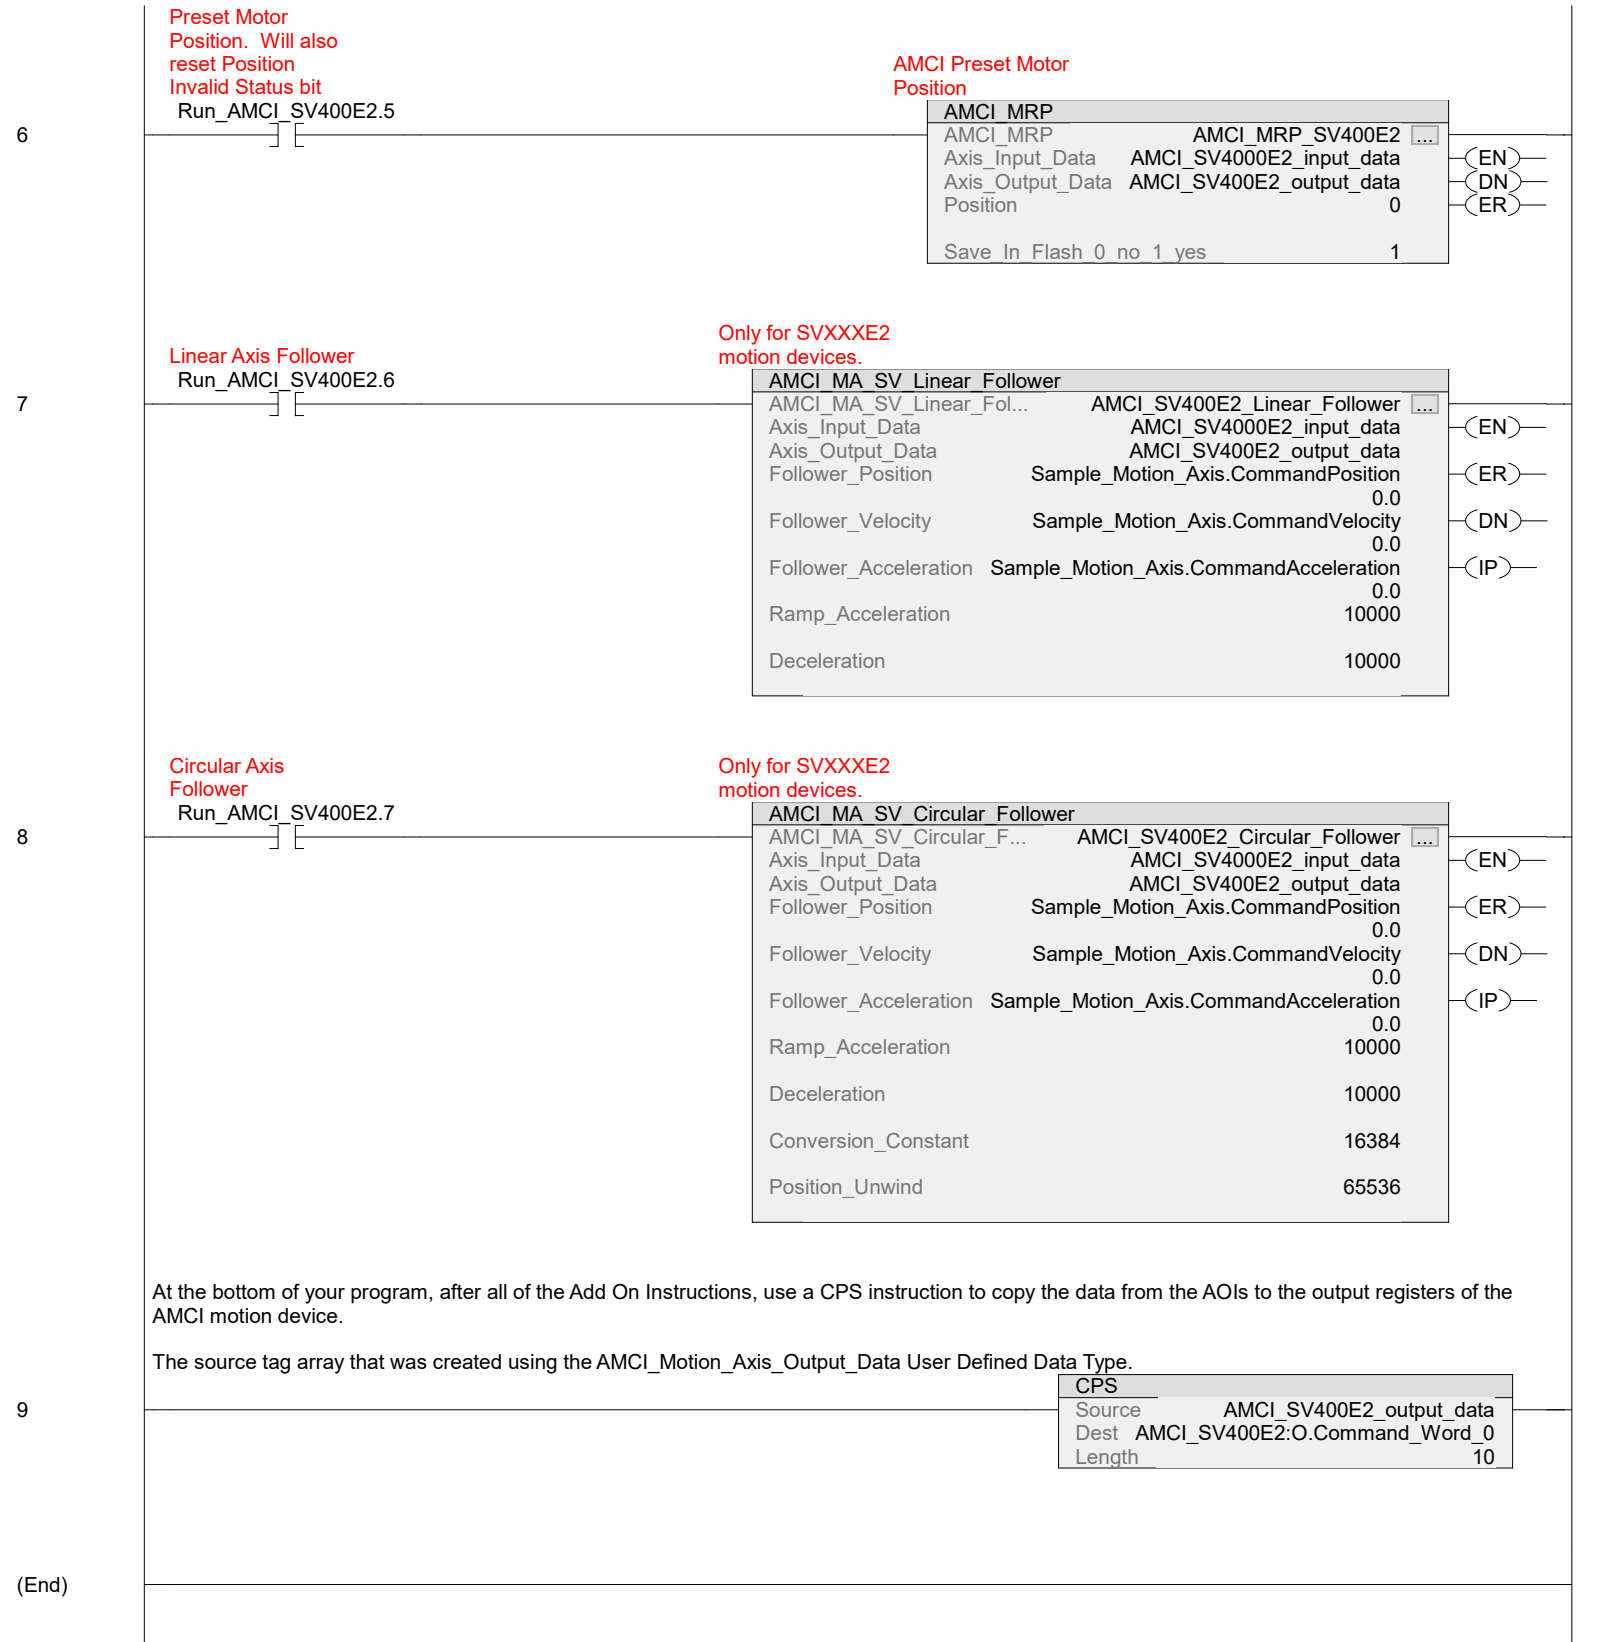 Preset Motor
Position.  Will also
reset Position
Invalid Status bit
Run_AMCI_SV400E2.5
AMCI Preset Motor
Position
6
AMCI_MRP
AMCI_MRP AMCI_MRP_SV400E2 ...
Axis_Input_Data AMCI_SV4000E2_input_data (EN)
Axis_Output_Data AMCI_SV400E2_output_data (DN)
Position 0 (ER)
Save_In_Flash_0_no_1_yes 1
Linear Axis Follower
Run_AMCI_SV400E2.6
Only for SVXXXE2
motion devices.
7
AMCI_MA_SV_Linear_Follower
AMCI_MA_SV_Linear_Fol... AMCI_SV400E2_Linear_Follower ...
Axis_Input_Data AMCI_SV4000E2_input_data (EN)
Axis_Output_Data AMCI_SV400E2_output_data
Follower_Position Sample_Motion_Axis.CommandPosition (ER)
0.0
Follower_Velocity Sample_Motion_Axis.CommandVelocity (DN)
0.0
Follower_Acceleration Sample_Motion_Axis.CommandAcceleration (IP)
0.0
Ramp_Acceleration 10000
Deceleration 10000
Circular Axis
Follower
Run_AMCI_SV400E2.7
Only for SVXXXE2
motion devices.
8
AMCI_MA_SV_Circular_Follower
AMCI_MA_SV_Circular_F... AMCI_SV400E2_Circular_Follower ...
Axis_Input_Data AMCI_SV4000E2_input_data (EN)
Axis_Output_Data AMCI_SV400E2_output_data
Follower_Position Sample_Motion_Axis.CommandPosition (ER)
0.0
Follower_Velocity Sample_Motion_Axis.CommandVelocity (DN)
0.0
Follower_Acceleration Sample_Motion_Axis.CommandAcceleration (IP)
0.0
Ramp_Acceleration 10000
Deceleration 10000
Conversion_Constant 16384
Position_Unwind 65536
At the bottom of your program, after all of the Add On Instructions, use a CPS instruction to copy the data from the AOIs to the output registers of the
AMCI motion device.
The source tag array that was created using the AMCI_Motion_Axis_Output_Data User Defined Data Type.
9
CPS
Source AMCI_SV400E2_output_data
Dest AMCI_SV400E2:O.Command_Word_0
Length 10
(End)